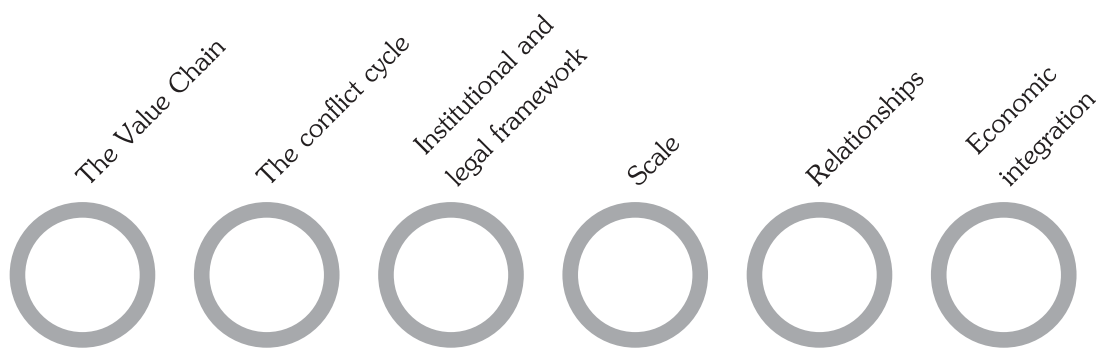 The Value Chain
The conflict cycle
Institutional and
legal framework
Scale
Relationships
Economic
integration